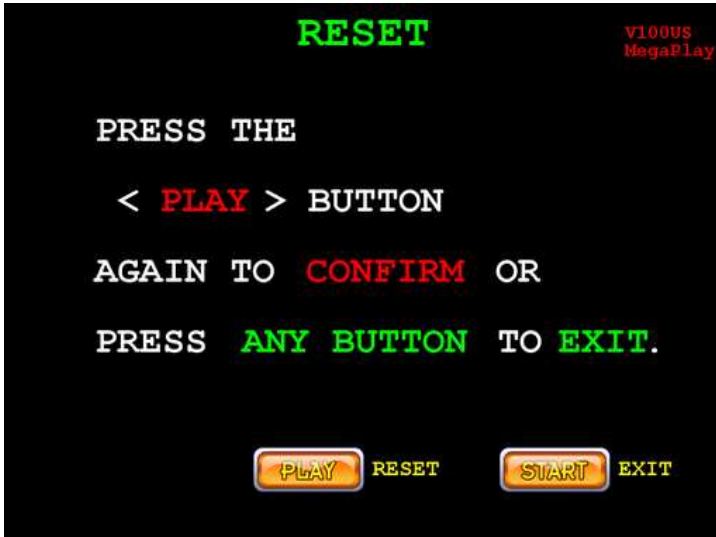 RESET
V100US
MegaPlay
PRESS THE
< PLAY > BUTTON
AGAIN TO CONFIRM OR
PRESS ANY BUTTON TO EXIT.
PLAY RESET START EXIT